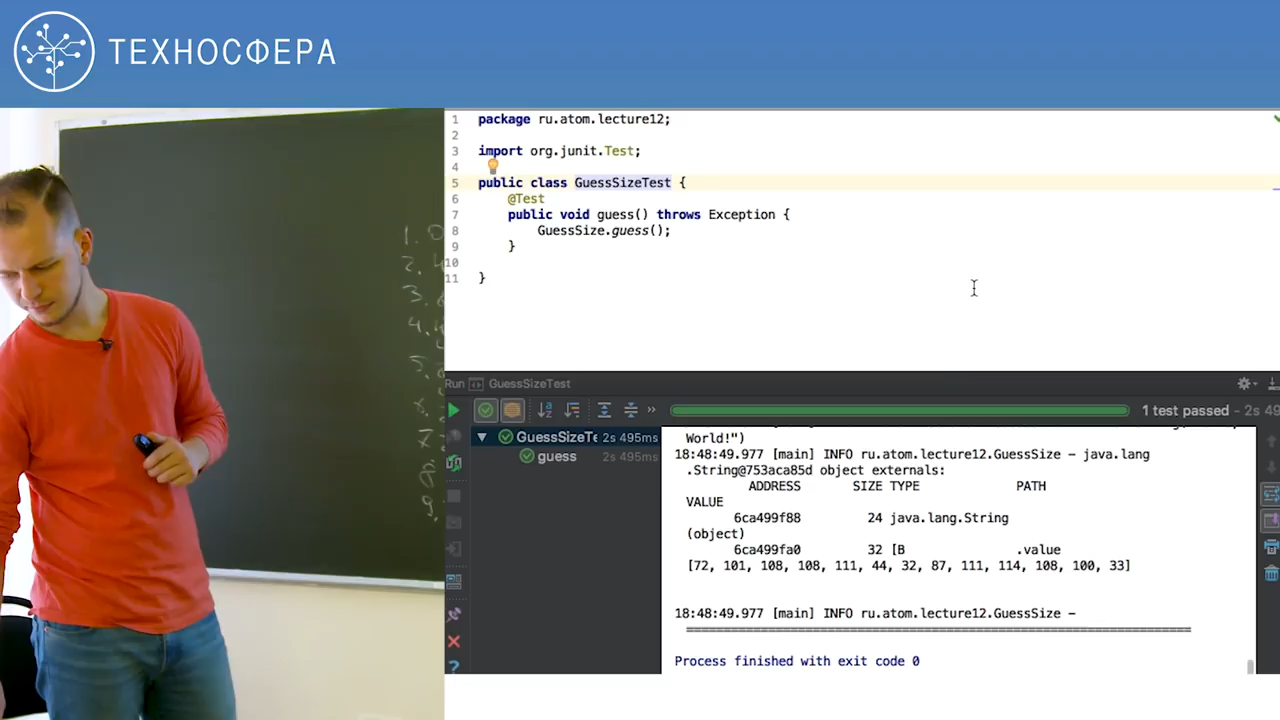 ТЕХНОСФЕРА
1 package ru.atom.lecture12;
2
3 import org.junit.Test;
4
5 public class GuessSizeTest {
6 @Test
7 public void guess() throws Exception {
8 GuessSize.guess();
9 }
10
11 }
Run GuessSizeTest
1 test passed – 2s 49
GuessSizeTe 2s 495ms
guess 2s 495ms
World!")
18:48:49.977 [main] INFO ru.atom.lecture12.GuessSize – java.lang
.String@753aca85d object externals:
ADDRESS SIZE TYPE PATH
VALUE
6ca499f88 24 java.lang.String
(object)
6ca499fa0 32 [B .value
[72, 101, 108, 108, 111, 44, 32, 87, 111, 114, 108, 100, 33]
18:48:49.977 [main] INFO ru.atom.lecture12.GuessSize –
Process finished with exit code 0
1.
2.
3.
4.